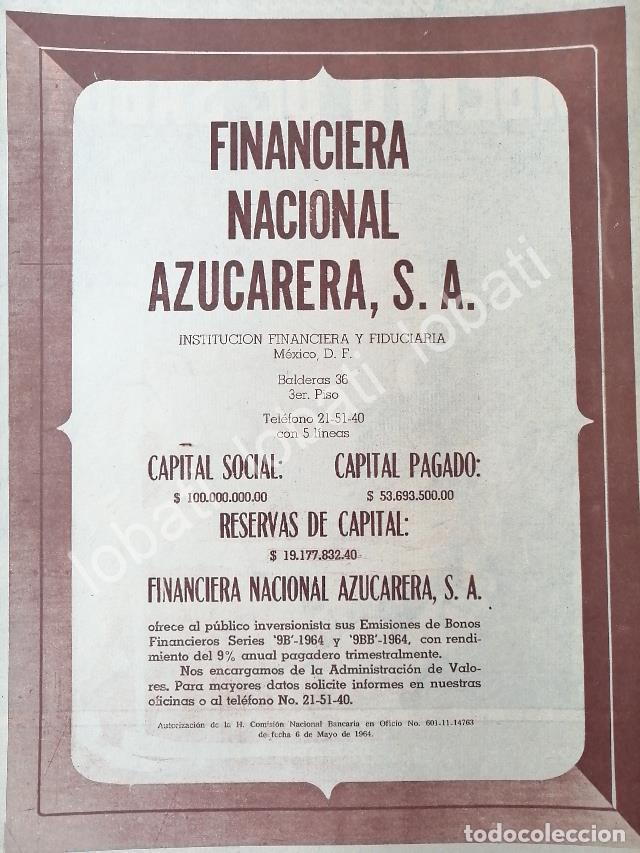 FINANCIERA
NACIONAL
AZUCARERA, S. A.
INSTITUCION FINANCIERA Y FIDUCIARIA
México, D. F.
Balderas 36
3er. Piso
Teléfono 21-51-40
con 5 líneas
CAPITAL SOCIAL: CAPITAL PAGADO:
$ 100.000.000.00 $ 53.693.500.00
RESERVAS DE CAPITAL:
$ 19.177.832.40
FINANCIERA NACIONAL AZUCARERA, S. A.
ofrece al público inversionista sus Emisiones de Bonos
Financieros Series '9B'-1964 y '9BB'-1964, con rendi-
miento del 9% anual pagadero trimestralmente.
Nos encargamos de la Administración de Valo-
res. Para mayores datos solicite informes en nuestras
oficinas o al teléfono No. 21-51-40.
Autorización de la H. Comisión Nacional Bancaria en Oficio No. 601-11-14763
de fecha 6 de Mayo de 1964.
lobati lobati lobati
todocoleccion